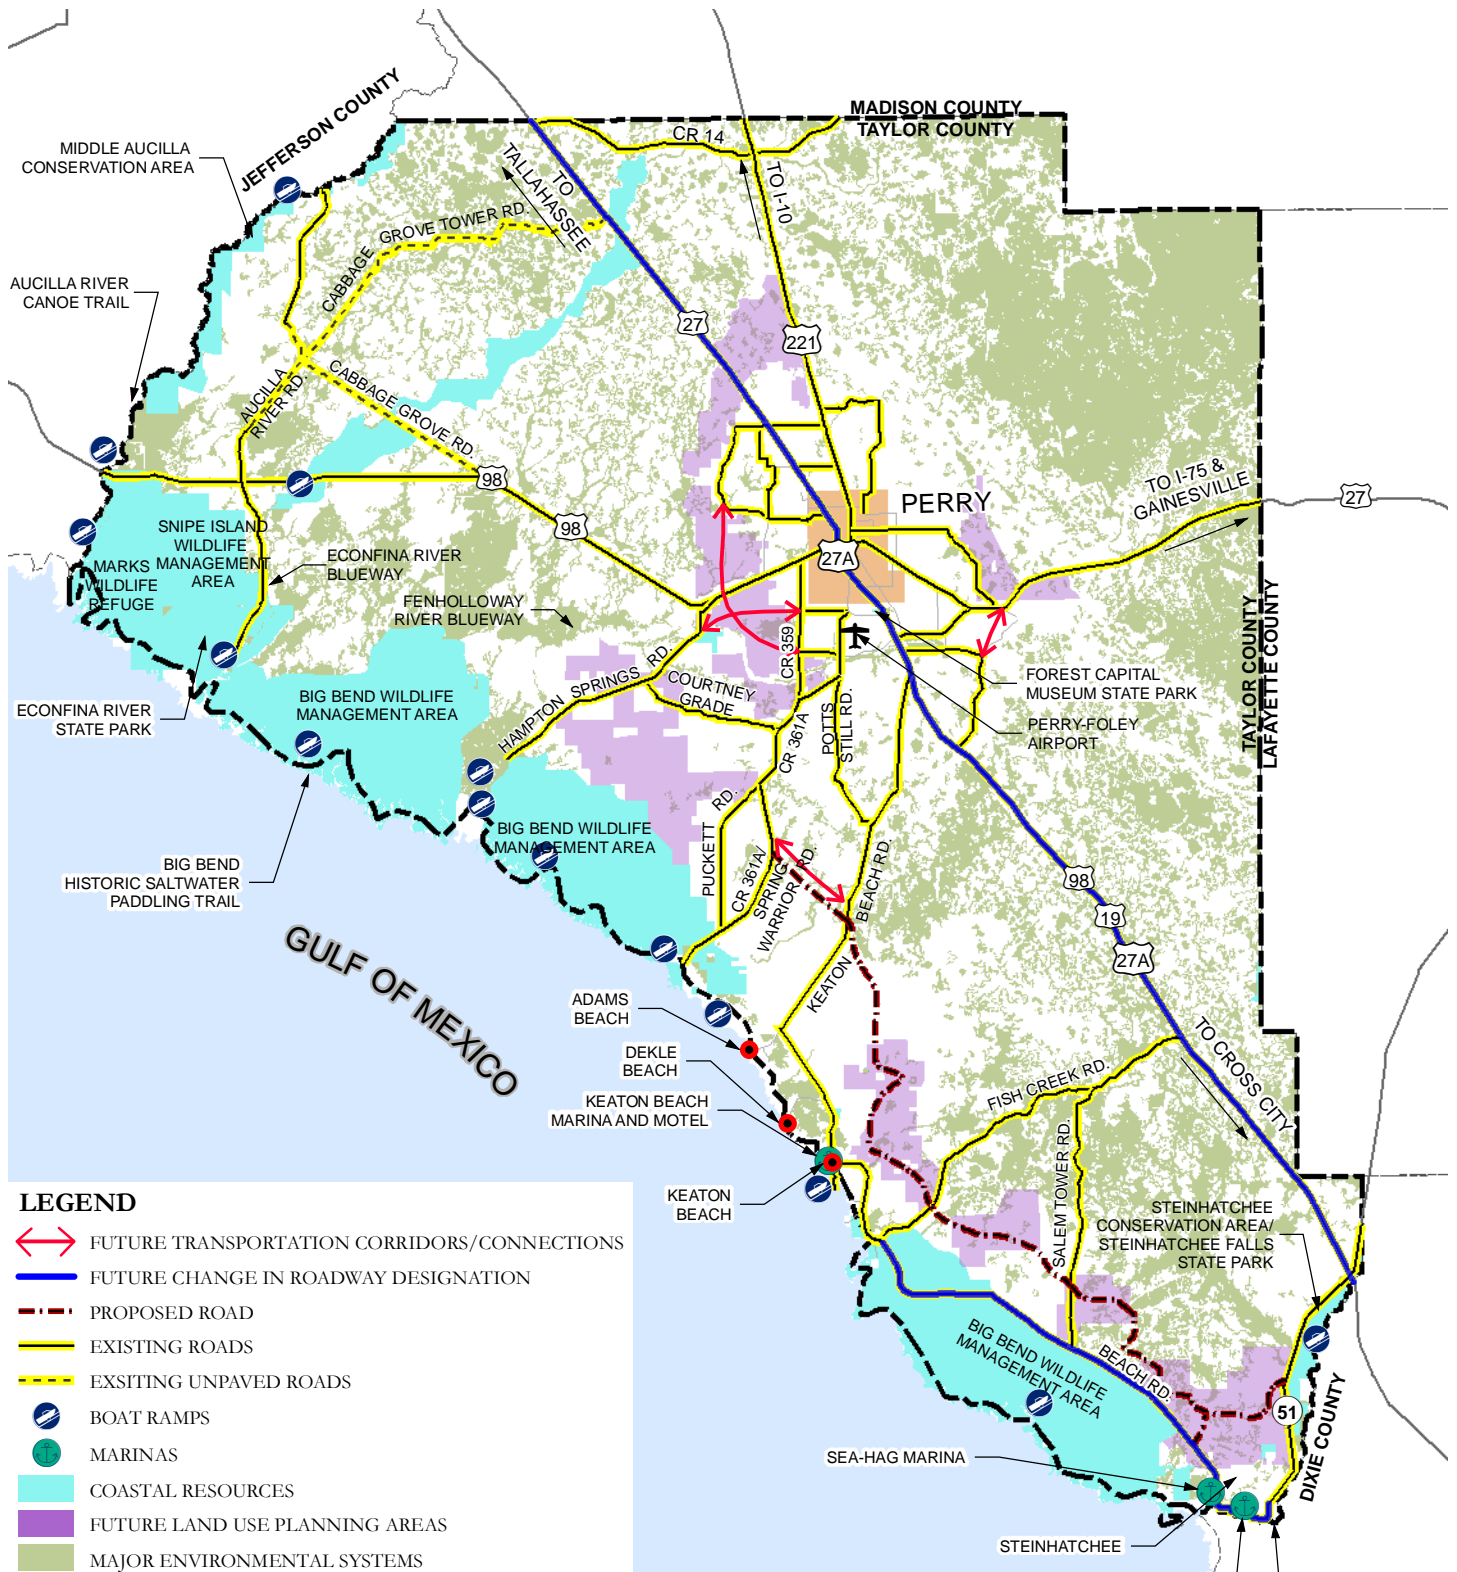 MADISON COUNTY
TAYLOR COUNTY
JEFFERSON COUNTY
CR 14
MIDDLE AUCILLA
CONSERVATION AREA
TO
TALLAHASSEE
TO I-10
CABBAGE
GROVE TOWER RD.
AUCILLA RIVER
CANOE TRAIL
27
221
AUCILLA
RIVER RD.
CABBAGE GROVE RD.
98
98
TO I-75 &
GAINESVILLE
27
PERRY
27A
SNIPE ISLAND
WILDLIFE
MANAGEMENT
AREA
MARKS
WILDLIFE
REFUGE
ECONFINA RIVER
BLUEWAY
FENHOLLOWAY
RIVER BLUEWAY
CR 359
TAYLOR COUNTY
LAFAYETTE COUNTY
FOREST CAPITAL
MUSEUM STATE PARK
PERRY-FOLEY
AIRPORT
ECONFINA RIVER
STATE PARK
BIG BEND WILDLIFE
MANAGEMENT AREA
HAMPTON SPRINGS RD.
COURTNEY
GRADE
CR 361A
POTTS
STILL RD.
BIG BEND WILDLIFE
MANAGEMENT AREA
PUCKETT RD.
CR 361A/
SPRING
WARRIOR RD.
KEATON BEACH RD.
BIG BEND
HISTORIC SALTWATER
PADDLING TRAIL
98
19
27A
GULF OF MEXICO
ADAMS
BEACH
DEKLE
BEACH
KEATON BEACH
MARINA AND MOTEL
KEATON
BEACH
FISH CREEK RD.
TO CROSS CITY
SALEM TOWER RD.
STEINHATCHEE
CONSERVATION AREA/
STEINHATCHEE FALLS
STATE PARK
BIG BEND WILDLIFE
MANAGEMENT AREA
BEACH RD.
51
DIXIE COUNTY
SEA-HAG MARINA
STEINHATCHEE
LEGEND
FUTURE TRANSPORTATION CORRIDORS/CONNECTIONS
FUTURE CHANGE IN ROADWAY DESIGNATION
PROPOSED ROAD
EXISTING ROADS
EXSITING UNPAVED ROADS
BOAT RAMPS
MARINAS
COASTAL RESOURCES
FUTURE LAND USE PLANNING AREAS
MAJOR ENVIRONMENTAL SYSTEMS